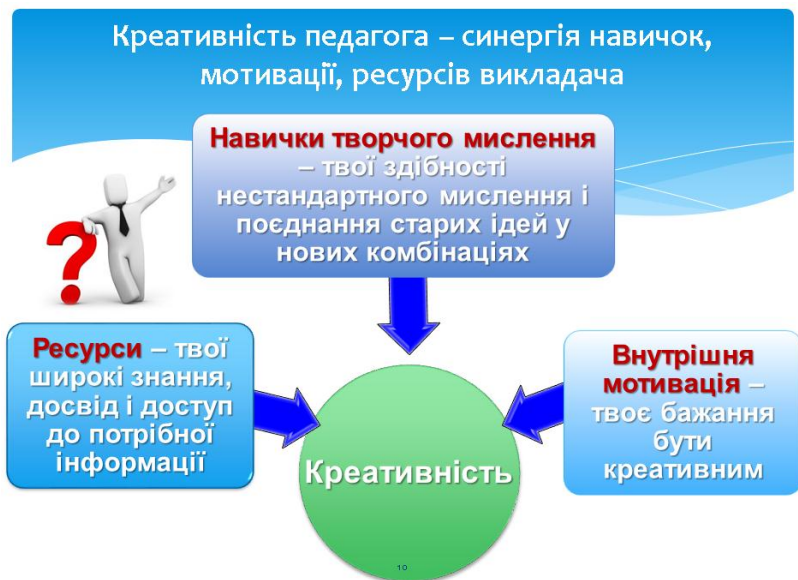 Креативність педагога – синергія навичок,
мотивації, ресурсів викладача
Навички творчого мислення
– твої здібності
нестандартного мислення і
поєднання старих ідей у
нових комбінаціях
?
Ресурси – твої
широкі знання,
досвід і доступ
до потрібної
інформації
Внутрішня
мотивація –
твоє бажання
бути
креативним
Креативність
10